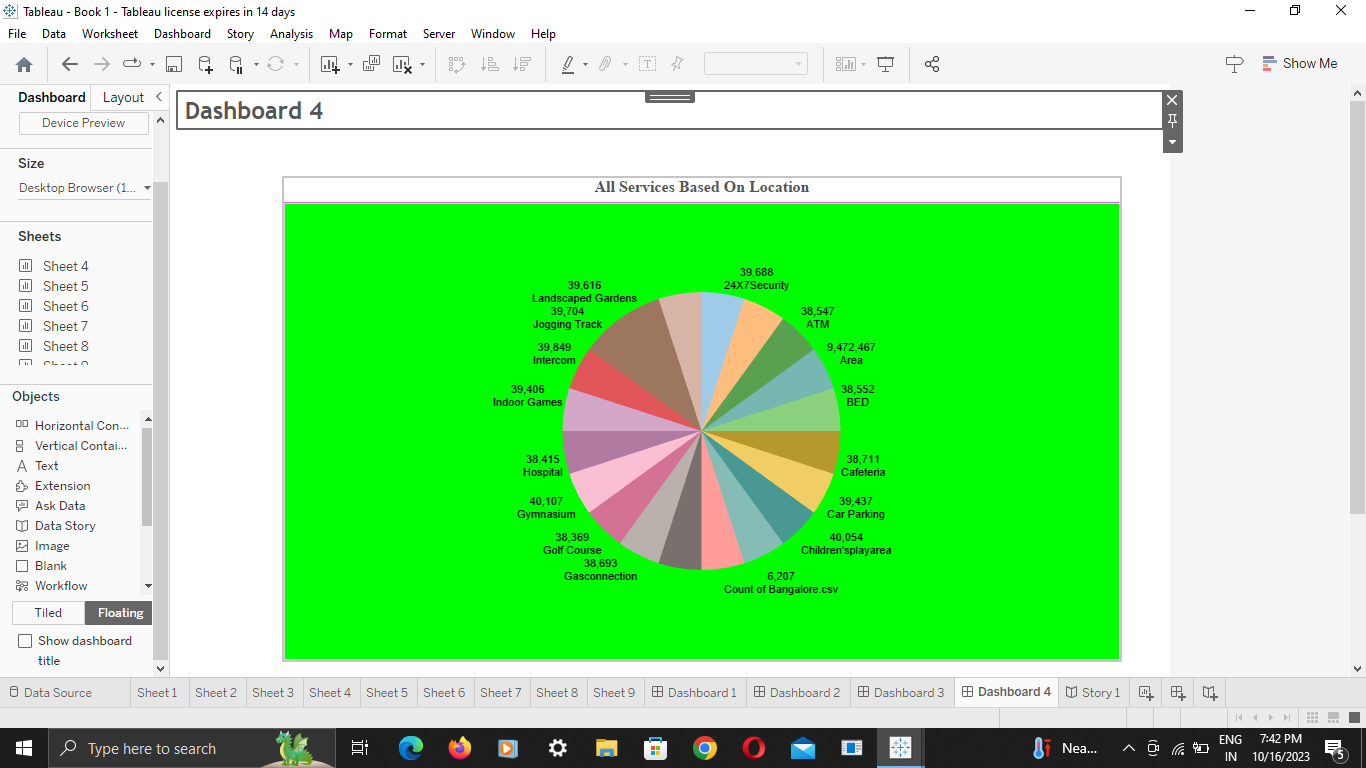 Tableau - Book 1 - Tableau license expires in 14 days
File Data Worksheet Dashboard Story Analysis Map Format Server Window Help
Show Me
Dashboard Layout
Device Preview
Size
Desktop Browser (1...
Sheets
Sheet 4
Sheet 5
Sheet 6
Sheet 7
Sheet 8
Objects
Horizontal Con...
Vertical Contai...
Text
Extension
Ask Data
Data Story
Image
Blank
Workflow
Tiled Floating
Show dashboard
title
Dashboard 4
All Services Based On Location
39,688
24X7Security
38,547
ATM
9,472,467
Area
38,552
BED
38,711
Cafeteria
39,437
Car Parking
40,054
Children'splayarea
6,207
Count of Bangalore.csv
38,693
Gasconnection
38,369
Golf Course
40,107
Gymnasium
38,415
Hospital
39,406
Indoor Games
39,849
Intercom
39,704
Jogging Track
39,616
Landscaped Gardens
Data Source Sheet 1 Sheet 2 Sheet 3 Sheet 4 Sheet 5 Sheet 6 Sheet 7 Sheet 8 Sheet 9 Dashboard 1 Dashboard 2 Dashboard 3 Dashboard 4 Story 1
Type here to search
Nea...
ENG
IN
7:42 PM
10/16/2023
5